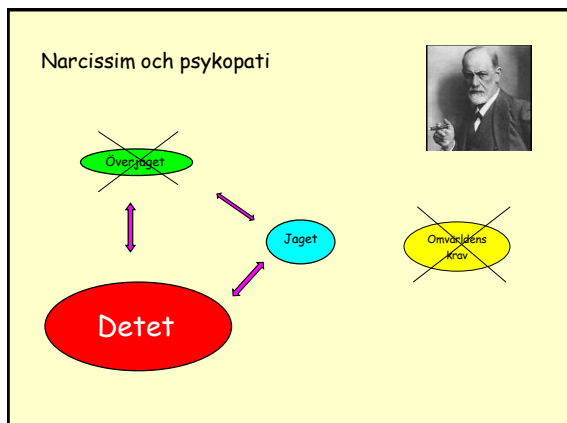 Narcissim och psykopati
Överjaget
Jaget
Omvärldens
krav
Detet